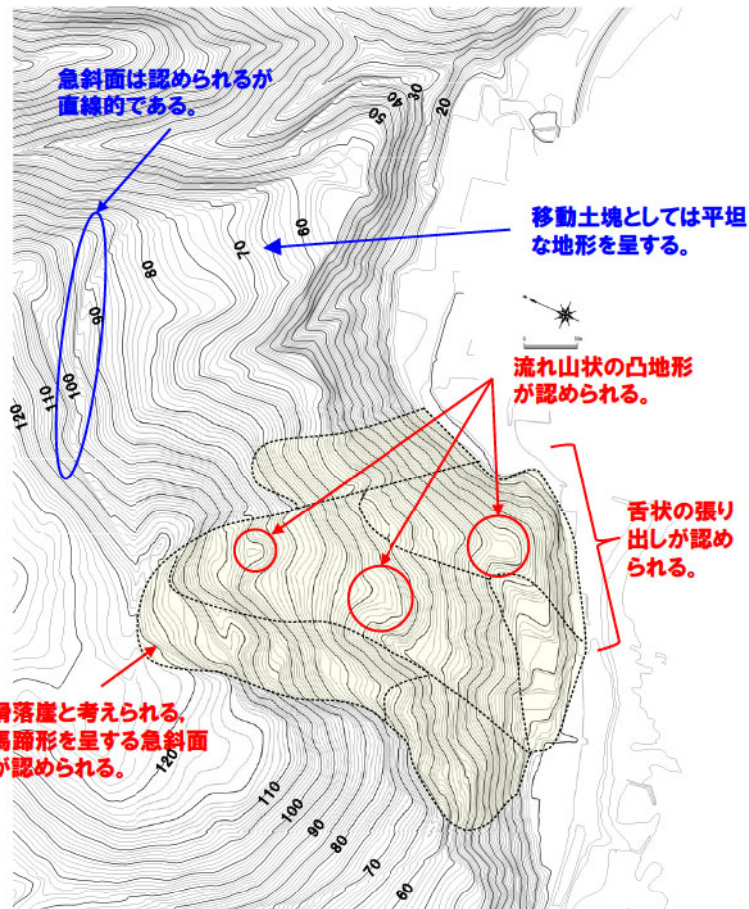 急斜面は認められるが
直線的である。
30
40
50
20
移動土塊としては平坦
な地形を呈する。
60
70
80
90
100
110
120
流れ山状の凸地形
が認められる。
舌状の張り
出しが認め
られる。
滑落崖と考えられる,
馬蹄形を呈する急斜面
が認められる。
120
110
100
90
80
70
60